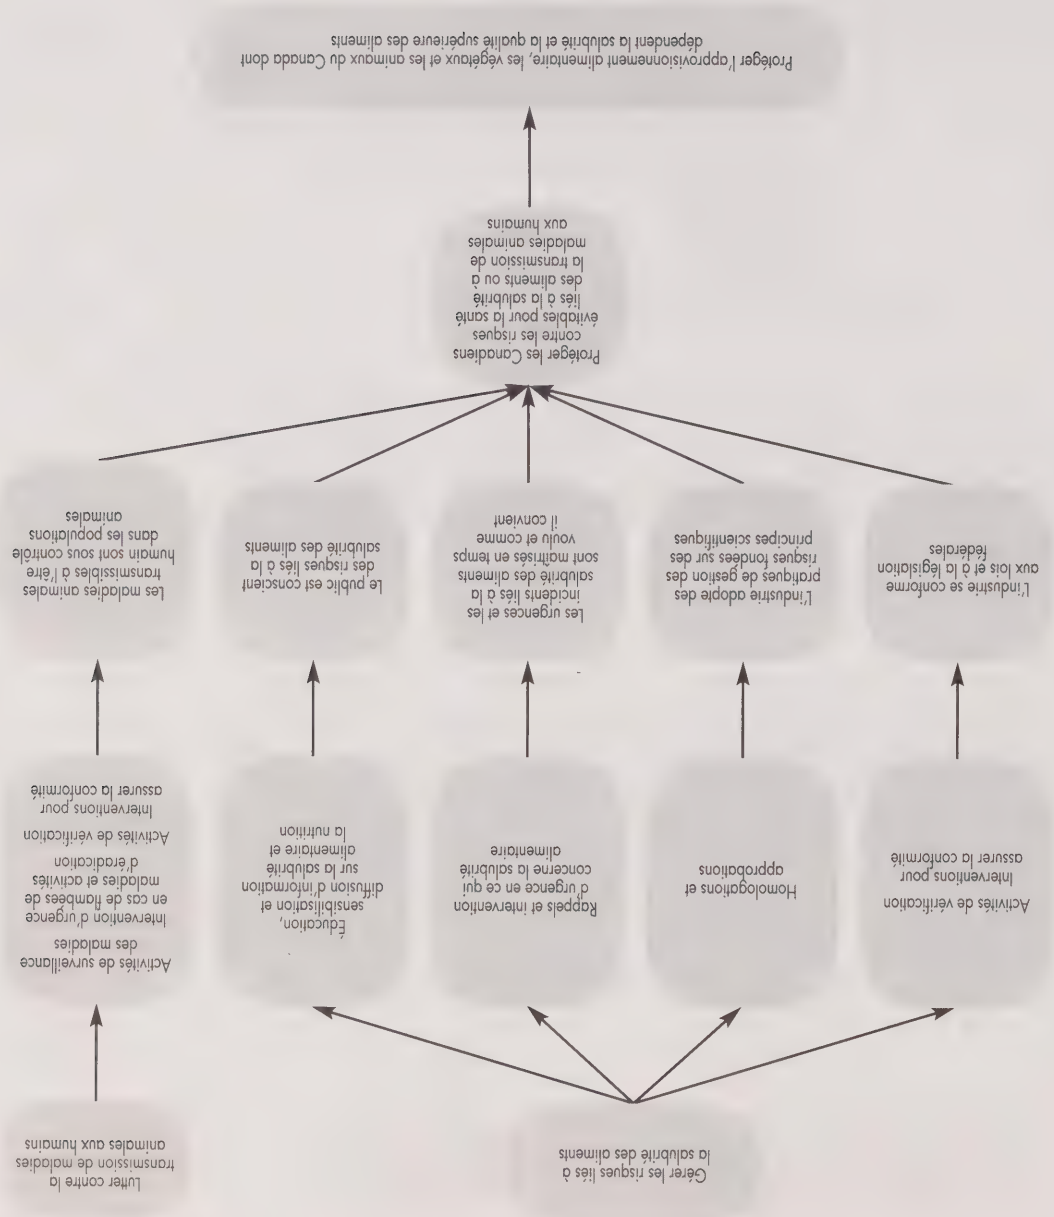 Gérer les risques liés à
la salubrité des aliments
Lutter contre la
transmission de maladies
animales aux humains
Activités de vérification
Interventions pour
assurer la conformité
Homologations et
approbations
Rappels et intervention
d'urgence en ce qui
concerne la salubrité
alimentaire
Éducation,
sensibilisation et
diffusion d'information
sur la salubrité
alimentaire et
la nutrition
Activités de surveillance
des maladies
Intervention d'urgence
en cas de flambées de
maladies et activités
d'éradication
Activités de vérification
Interventions pour
assurer la conformité
L'industrie se conforme
aux lois et à la législation
fédérales
L'industrie adopte des
pratiques de gestion des
risques fondées sur des
principes scientifiques
Les urgences et les
incidents liés à la
salubrité des aliments
sont maîtrisés en temps
voulu et comme
il convient
Le public est conscient
des risques liés à la
salubrité des aliments
Les maladies animales
transmissibles à l'être
humain sont sous contrôle
dans les populations
animales
Protéger les Canadiens
contre les risques
évitables pour la santé
liés à la salubrité
des aliments ou à
la transmission de
maladies animales
aux humains
Protéger l'approvisionnement alimentaire, les végétaux et les animaux du Canada dont
dépendent la salubrité et la qualité supérieure des aliments